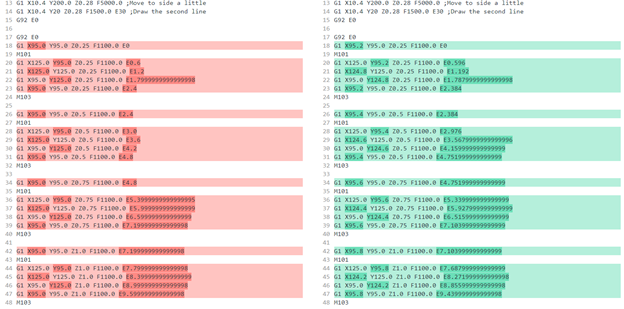 13 G1 X10.4 Y200.0 Z0.28 F5000.0 ;Move to side a little
14 G1 X10.4 Y20 Z0.28 F1500.0 E30 ;Draw the second line
15 G92 E0
16
17 G92 E0
18 G1 X95.0 Y95.0 Z0.25 F1100.0 E0
19 M101
20 G1 X125.0 Y95.0 Z0.25 F1100.0 E0.6
21 G1 X125.0 Y125.0 Z0.25 F1100.0 E1.2
22 G1 X95.0 Y125.0 Z0.25 F1100.0 E1.7999999999999998
23 G1 X95.0 Y95.0 Z0.25 F1100.0 E2.4
24 M103
25
26 G1 X95.0 Y95.0 Z0.5 F1100.0 E2.4
27 M101
28 G1 X125.0 Y95.0 Z0.5 F1100.0 E3.0
29 G1 X125.0 Y125.0 Z0.5 F1100.0 E3.6
30 G1 X95.0 Y125.0 Z0.5 F1100.0 E4.2
31 G1 X95.0 Y95.0 Z0.5 F1100.0 E4.8
32 M103
33
34 G1 X95.0 Y95.0 Z0.75 F1100.0 E4.8
35 M101
36 G1 X125.0 Y95.0 Z0.75 F1100.0 E5.3999999999999995
37 G1 X125.0 Y125.0 Z0.75 F1100.0 E5.999999999999999
38 G1 X95.0 Y125.0 Z0.75 F1100.0 E6.599999999999999
39 G1 X95.0 Y95.0 Z0.75 F1100.0 E7.199999999999998
40 M103
41
42 G1 X95.0 Y95.0 Z1.0 F1100.0 E7.199999999999998
43 M101
44 G1 X125.0 Y95.0 Z1.0 F1100.0 E7.799999999999998
45 G1 X125.0 Y125.0 Z1.0 F1100.0 E8.399999999999999
46 G1 X95.0 Y125.0 Z1.0 F1100.0 E8.999999999999998
47 G1 X95.0 Y95.0 Z1.0 F1100.0 E9.599999999999998
48 M103
13 G1 X10.4 Y200.0 Z0.28 F5000.0 ;Move to side a little
14 G1 X10.4 Y20 Z0.28 F1500.0 E30 ;Draw the second line
15 G92 E0
16
17 G92 E0
18 G1 X95.2 Y95.0 Z0.25 F1100.0 E0
19 M101
20 G1 X125.0 Y95.2 Z0.25 F1100.0 E0.596
21 G1 X124.8 Y125.0 Z0.25 F1100.0 E1.192
22 G1 X95.0 Y124.8 Z0.25 F1100.0 E1.7879999999999998
23 G1 X95.2 Y95.0 Z0.25 F1100.0 E2.384
24 M103
25
26 G1 X95.4 Y95.0 Z0.5 F1100.0 E2.384
27 M101
28 G1 X125.0 Y95.4 Z0.5 F1100.0 E2.976
29 G1 X124.6 Y125.0 Z0.5 F1100.0 E3.5679999999999996
30 G1 X95.0 Y124.6 Z0.5 F1100.0 E4.159999999999999
31 G1 X95.4 Y95.0 Z0.5 F1100.0 E4.751999999999999
32 M103
33
34 G1 X95.6 Y95.0 Z0.75 F1100.0 E4.751999999999999
35 M101
36 G1 X125.0 Y95.6 Z0.75 F1100.0 E5.339999999999999
37 G1 X124.4 Y125.0 Z0.75 F1100.0 E5.927999999999999
38 G1 X95.0 Y124.4 Z0.75 F1100.0 E6.515999999999999
39 G1 X95.6 Y95.0 Z0.75 F1100.0 E7.103999999999999
40 M103
41
42 G1 X95.8 Y95.0 Z1.0 F1100.0 E7.103999999999999
43 M101
44 G1 X125.0 Y95.8 Z1.0 F1100.0 E7.687999999999999
45 G1 X124.2 Y125.0 Z1.0 F1100.0 E8.271999999999998
46 G1 X95.0 Y124.2 Z1.0 F1100.0 E8.855999999999998
47 G1 X95.8 Y95.0 Z1.0 F1100.0 E9.439999999999998
48 M103